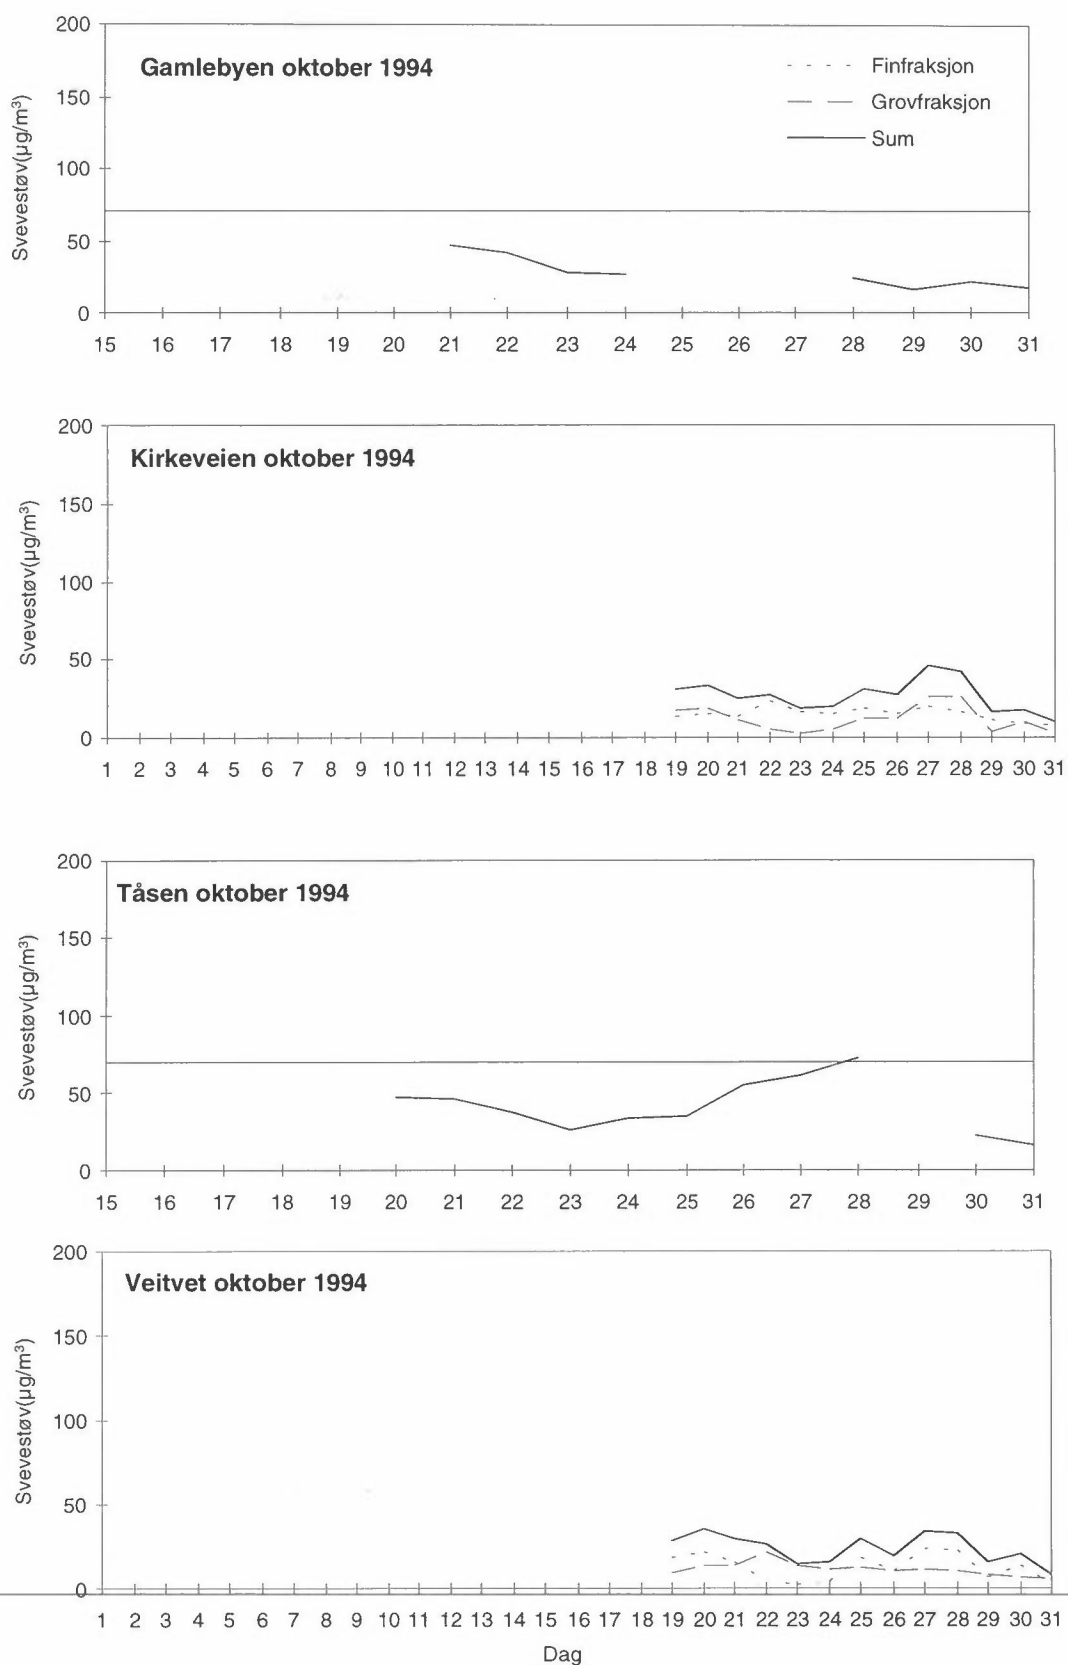 200
Gamlebyen oktober 1994
Finfraksjon
Grovfraksjon
Sum
150
100
50
0
Svevestøv(µg/m³)
15 16 17 18 19 20 21 22 23 24 25 26 27 28 29 30 31
200
Kirkeveien oktober 1994
150
100
50
0
Svevestøv(µg/m³)
1 2 3 4 5 6 7 8 9 10 11 12 13 14 15 16 17 18 19 20 21 22 23 24 25 26 27 28 29 30 31
200
Tåsen oktober 1994
150
100
50
0
Svevestøv(µg/m³)
15 16 17 18 19 20 21 22 23 24 25 26 27 28 29 30 31
200
Veitvet oktober 1994
150
100
50
0
Svevestøv(µg/m³)
1 2 3 4 5 6 7 8 9 10 11 12 13 14 15 16 17 18 19 20 21 22 23 24 25 26 27 28 29 30 31
Dag